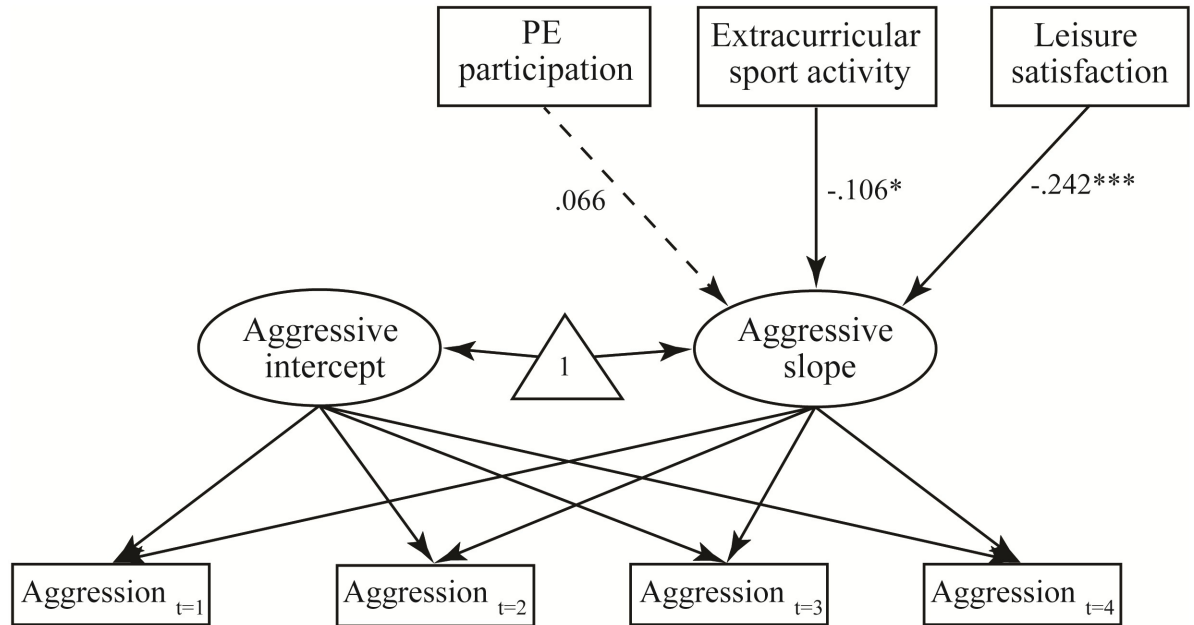 PE
participation
Extracurricular
sport activity
Leisure
satisfaction
.066
-.106*
-.242***
Aggressive
intercept
1
Aggressive
slope
Aggression t=1
Aggression t=2
Aggression t=3
Aggression t=4